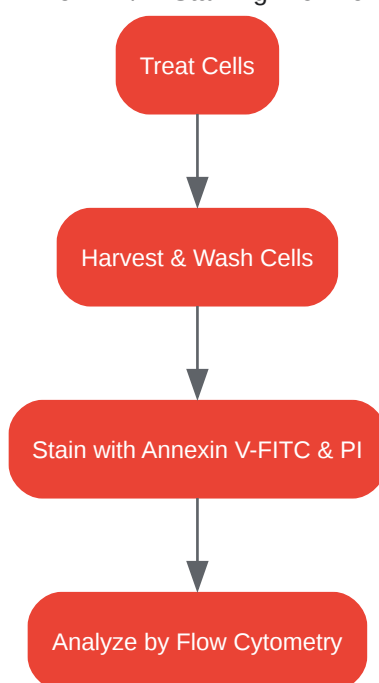 Treat Cells
Harvest & Wash Cells
Stain with Annexin V-FITC & PI
Analyze by Flow Cytometry